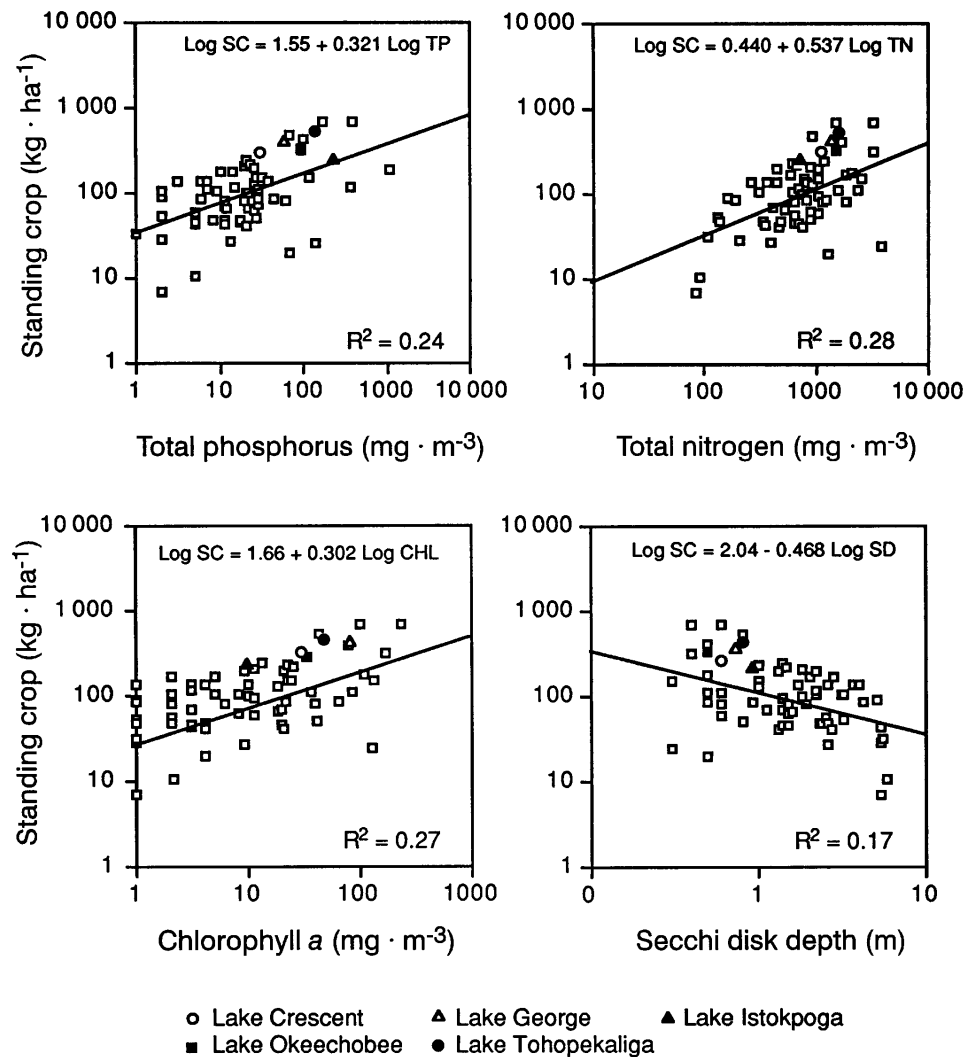 Log SC = 1.55 + 0.321 Log TP
Standing crop (kg · ha-1)
10 000
1 000
100
10
1
R2 = 0.24
1 10 100 1000 10 000
Total phosphorus (mg · m-3)
Log SC = 0.440 + 0.537 Log TN
10 000
1 000
100
10
1
R2 = 0.28
10 100 1000 10 000
Total nitrogen (mg · m-3)
Log SC = 1.66 + 0.302 Log CHL
Standing crop (kg · ha-1)
10 000
1 000
100
10
1
R2 = 0.27
1 10 100 1000
Chlorophyll a (mg · m-3)
Log SC = 2.04 - 0.468 Log SD
10 000
1 000
100
10
1
R2 = 0.17
0 1 10
Secchi disk depth (m)
Lake Crescent Lake George Lake Istokpoga
Lake Okeechobee Lake Tohopekaliga